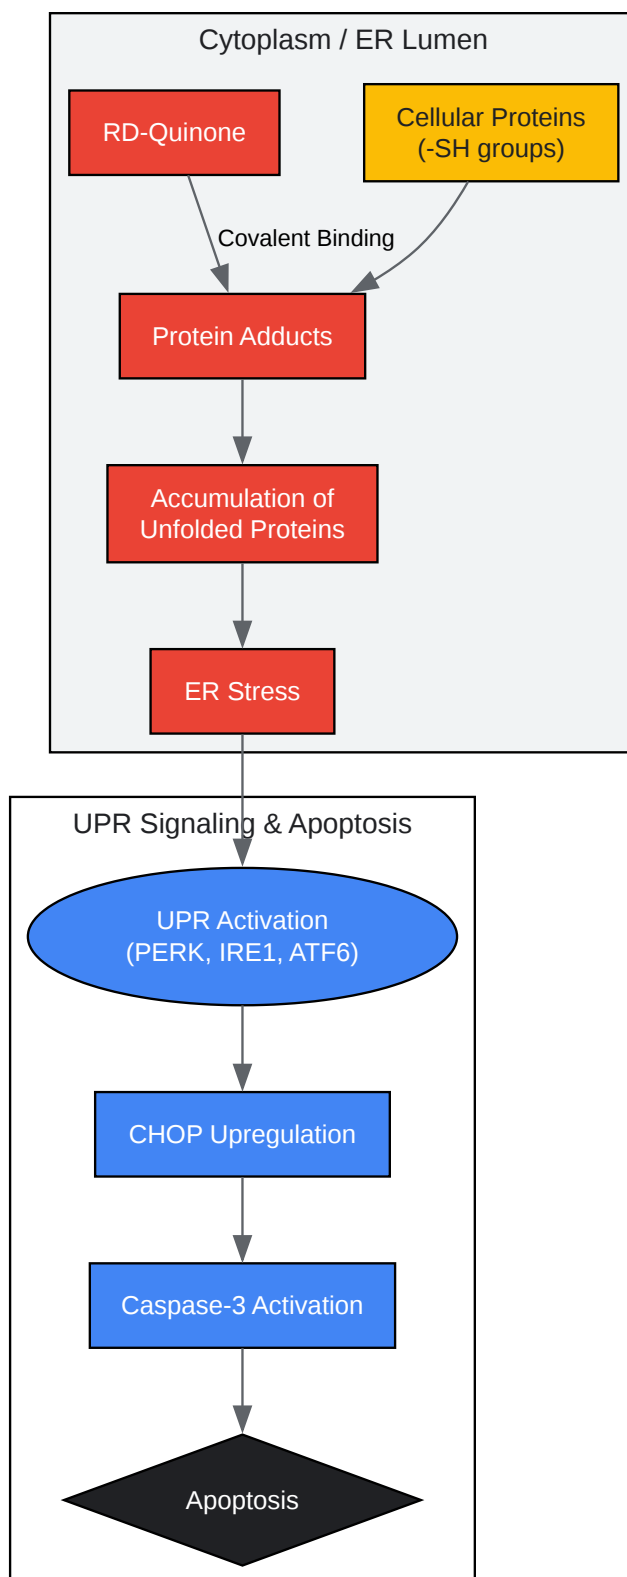 Cytoplasm / ER Lumen
RD-Quinone
Cellular Proteins
(-SH groups)
Covalent Binding
Protein Adducts
Accumulation of
Unfolded Proteins
ER Stress
UPR Signaling & Apoptosis
UPR Activation
(PERK, IRE1, ATF6)
CHOP Upregulation
Caspase-3 Activation
Apoptosis